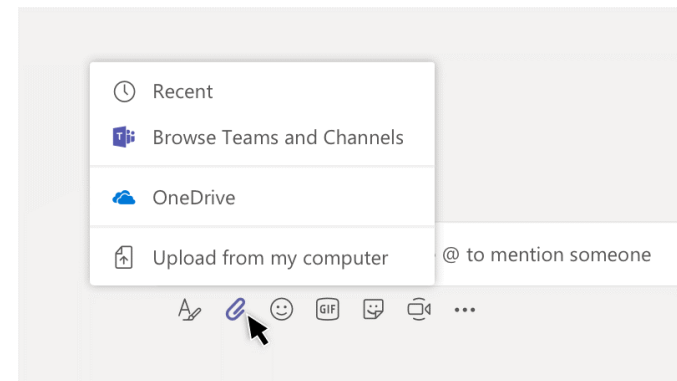 Recent
Browse Teams and Channels
OneDrive
Upload from my computer
@ to mention someone
GIF